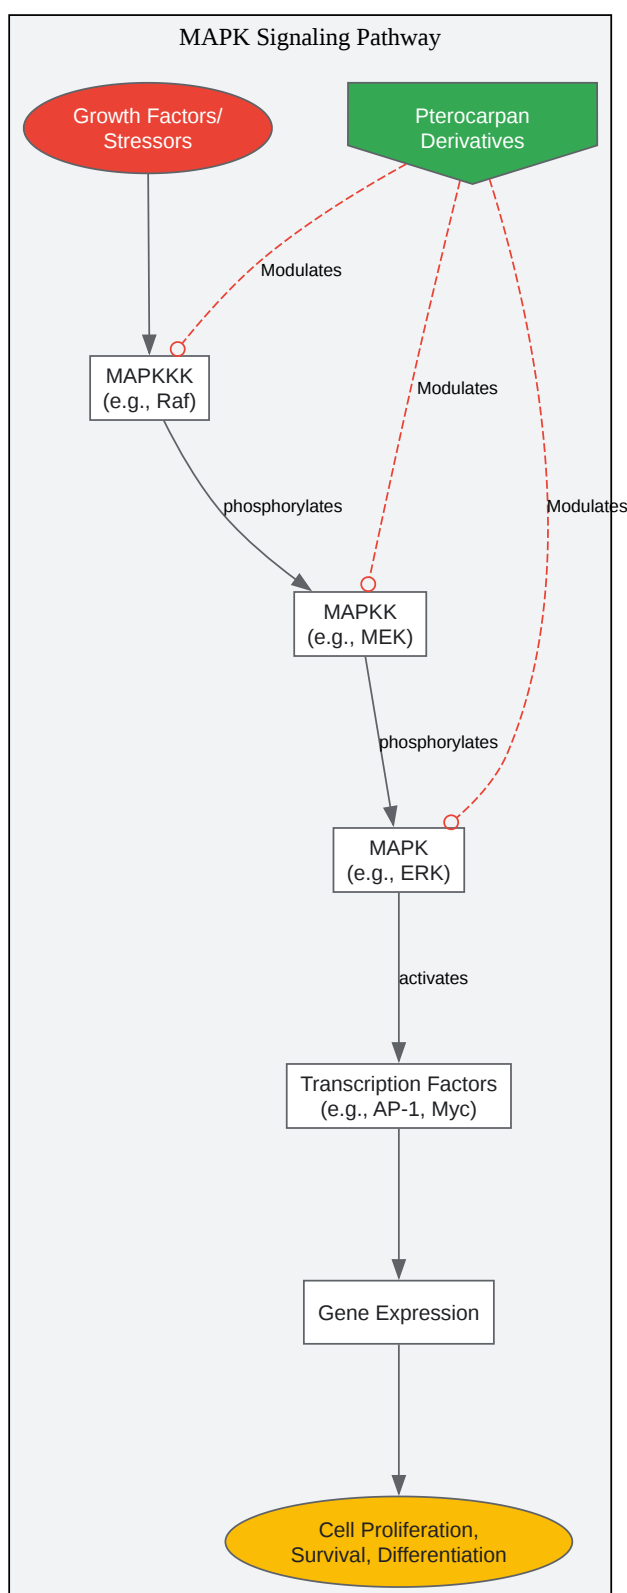 MAPK Signaling Pathway
Growth Factors/
Stressors
Pterocarpan
Derivatives
Modulates
MAPKKK
(e.g., Raf)
Modulates
phosphorylates
Modulates
MAPKK
(e.g., MEK)
phosphorylates
MAPK
(e.g., ERK)
activates
Transcription Factors
(e.g., AP-1, Myc)
Gene Expression
Cell Proliferation,
Survival, Differentiation